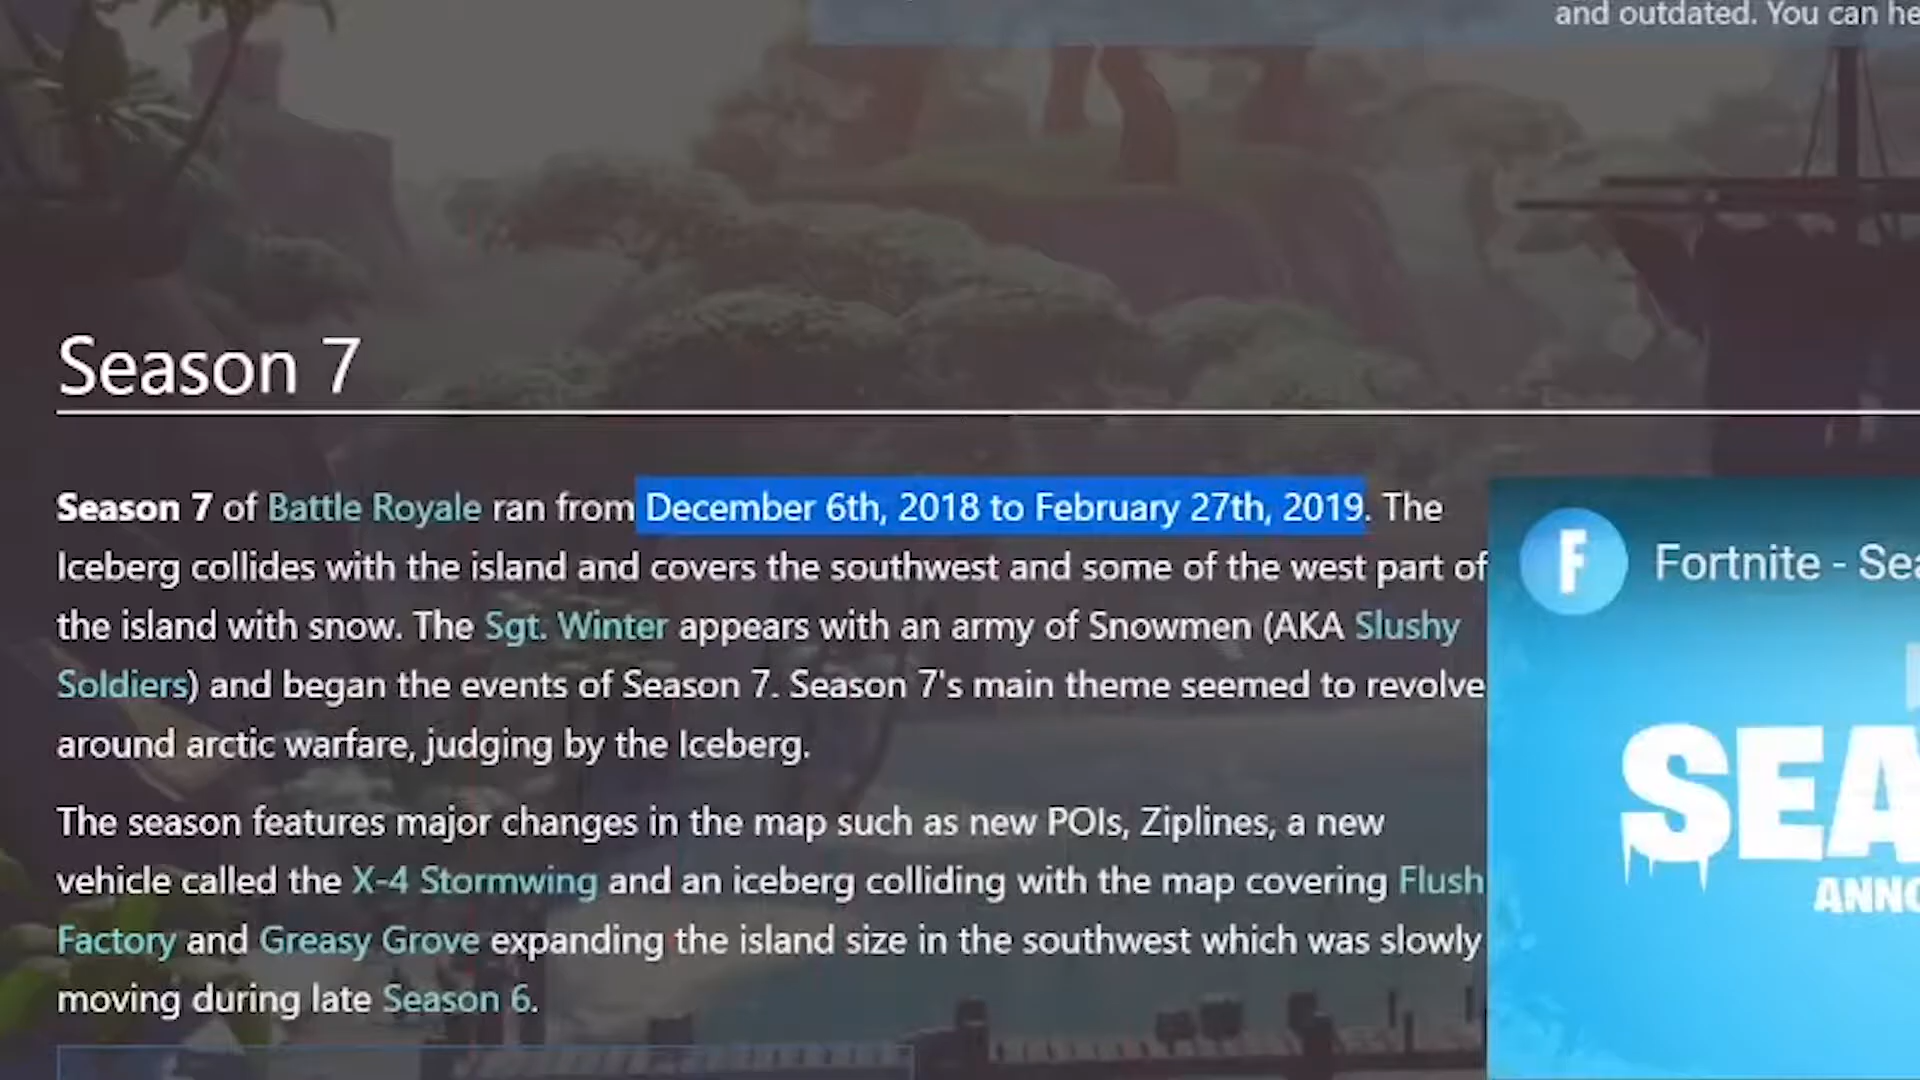 and outdated. You can he
Season 7
Season 7 of Battle Royale ran from December 6th, 2018 to February 27th, 2019. The
Iceberg collides with the island and covers the southwest and some of the west part of
the island with snow. The Sgt. Winter appears with an army of Snowmen (AKA Slushy
Soldiers) and began the events of Season 7. Season 7's main theme seemed to revolve
around arctic warfare, judging by the Iceberg.
The season features major changes in the map such as new POIs, Ziplines, a new
vehicle called the X-4 Stormwing and an iceberg colliding with the map covering Flush
Factory and Greasy Grove expanding the island size in the southwest which was slowly
moving during late Season 6.
F
Fortnite - Sea
SEA
ANNO